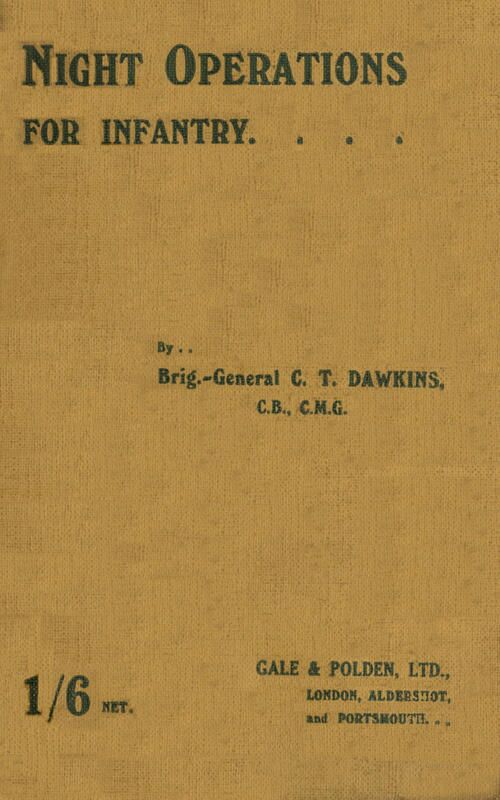 NIGHT OPERATIONS
FOR INFANTRY. . . .
By . .
Brig.-General C. T. DAWKINS,
C.B., C.M.G.
GALE & POLDEN, LTD.,
LONDON, ALDERSHOT,
and PORTSMOUTH. . .
1/6 NET.